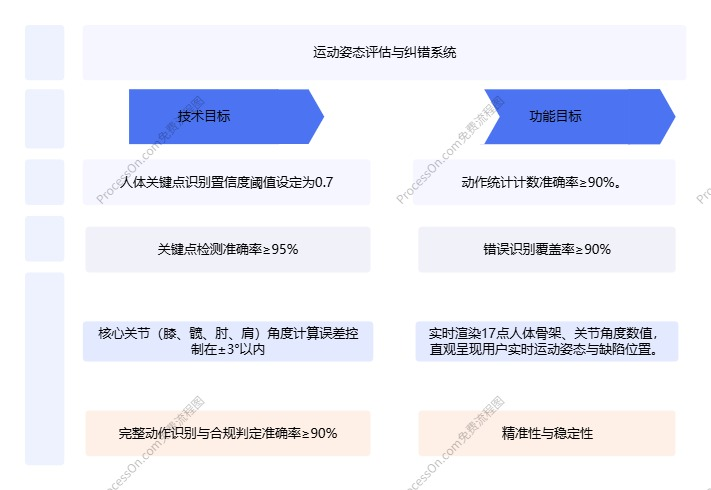 运动姿态评估与纠错系统
技术目标
功能目标
人体关键点识别置信度阈值设定为0.7
动作统计计数准确率≥90%。
关键点检测准确率≥95%
错误识别覆盖率≥90%
核心关节（膝、髋、肘、肩）角度计算误差控
制在±3°以内
实时渲染17点人体骨架、关节角度数值，
直观呈现用户实时运动姿态与缺陷位置。
完整动作识别与合规判定准确率≥90%
精准性与稳定性
ProcessOn.com免费流程图
ProcessOn.com免费流程图
ProcessOn.com免费流程图
ProcessOn.com免费流程图